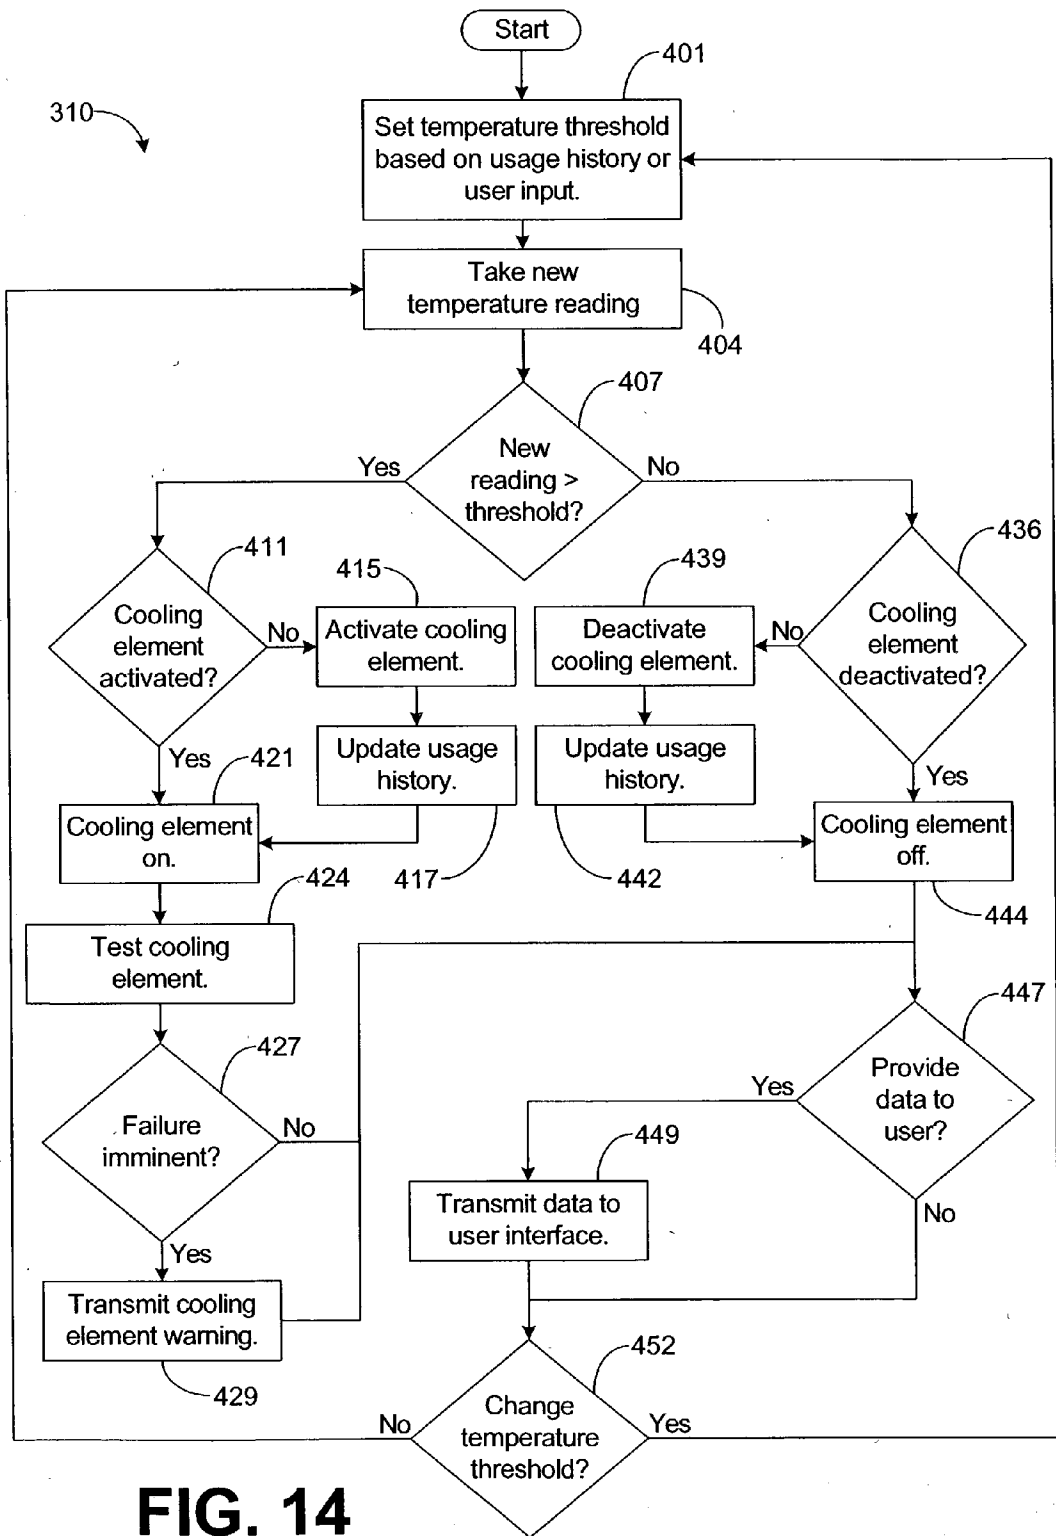 Start
401
310
Set temperature threshold
based on usage history or
user input.
Take new
temperature reading
404
407
New
reading >
threshold?
Yes
No
411
436
415
439
Cooling
element
activated?
No
Activate cooling
element.
Deactivate
cooling element.
No
Cooling
element
deactivated?
Yes
421
Update usage
history.
Update usage
history.
Yes
Cooling element
on.
417
442
Cooling element
off.
444
424
Test cooling
element.
447
427
Failure
imminent?
No
Provide
data to
user?
Yes
No
449
Transmit data to
user interface.
Yes
Transmit cooling
element warning.
429
452
Change
temperature
threshold?
No
Yes
FIG. 14